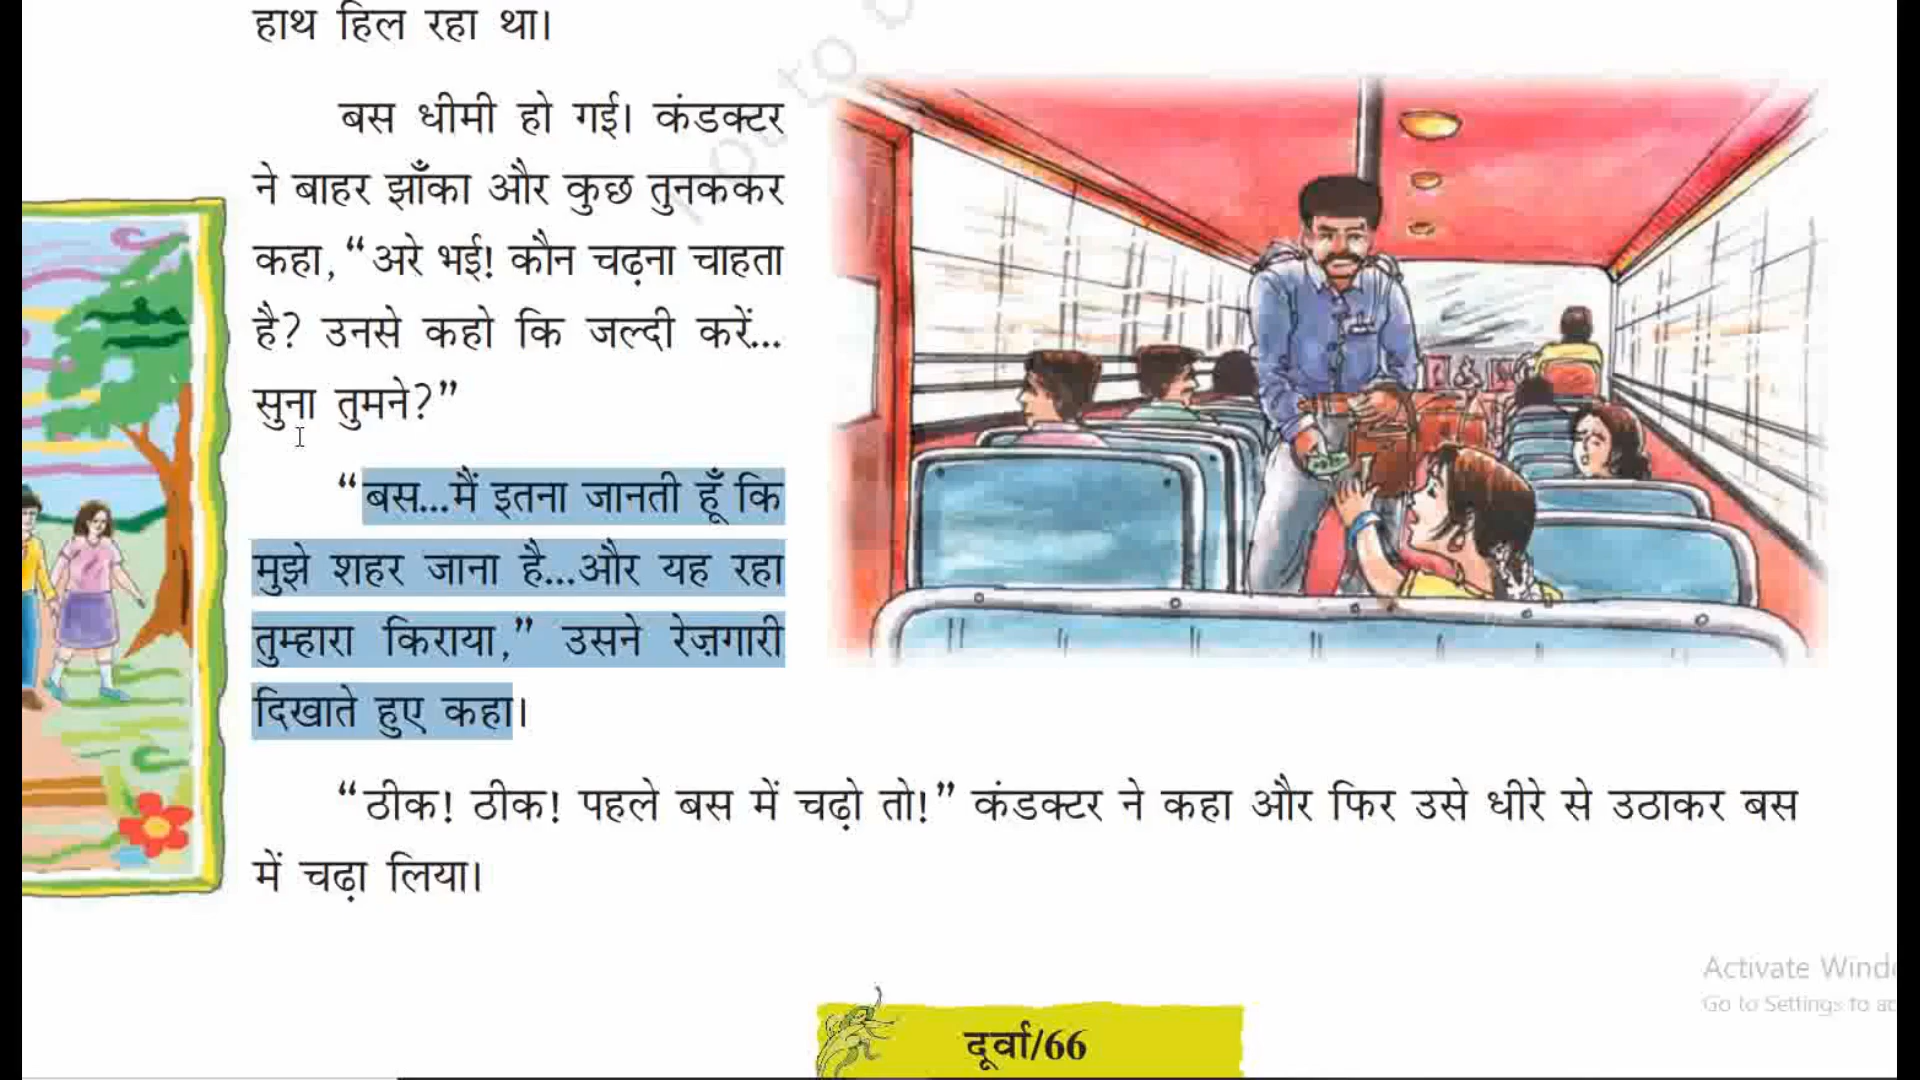 हाथ हिल रहा था।
बस धीमी हो गई। कंडक्टर
ने बाहर झाँका और कुछ तुनककर
कहा, “अरे भई! कौन चढ़ना चाहता
है? उनसे कहो कि जल्दी करें...
सुना तुमने?”
“बस...मैं इतना जानती हूँ कि
मुझे शहर जाना है...और यह रहा
तुम्हारा किराया,” उसने रेज़गारी
दिखाते हुए कहा।
“ठीक! ठीक! पहले बस में चढ़ो तो!” कंडक्टर ने कहा और फिर उसे धीरे से उठाकर बस
में चढ़ा लिया।
not to
Activate
Go to Settings to
दूर्वा/66